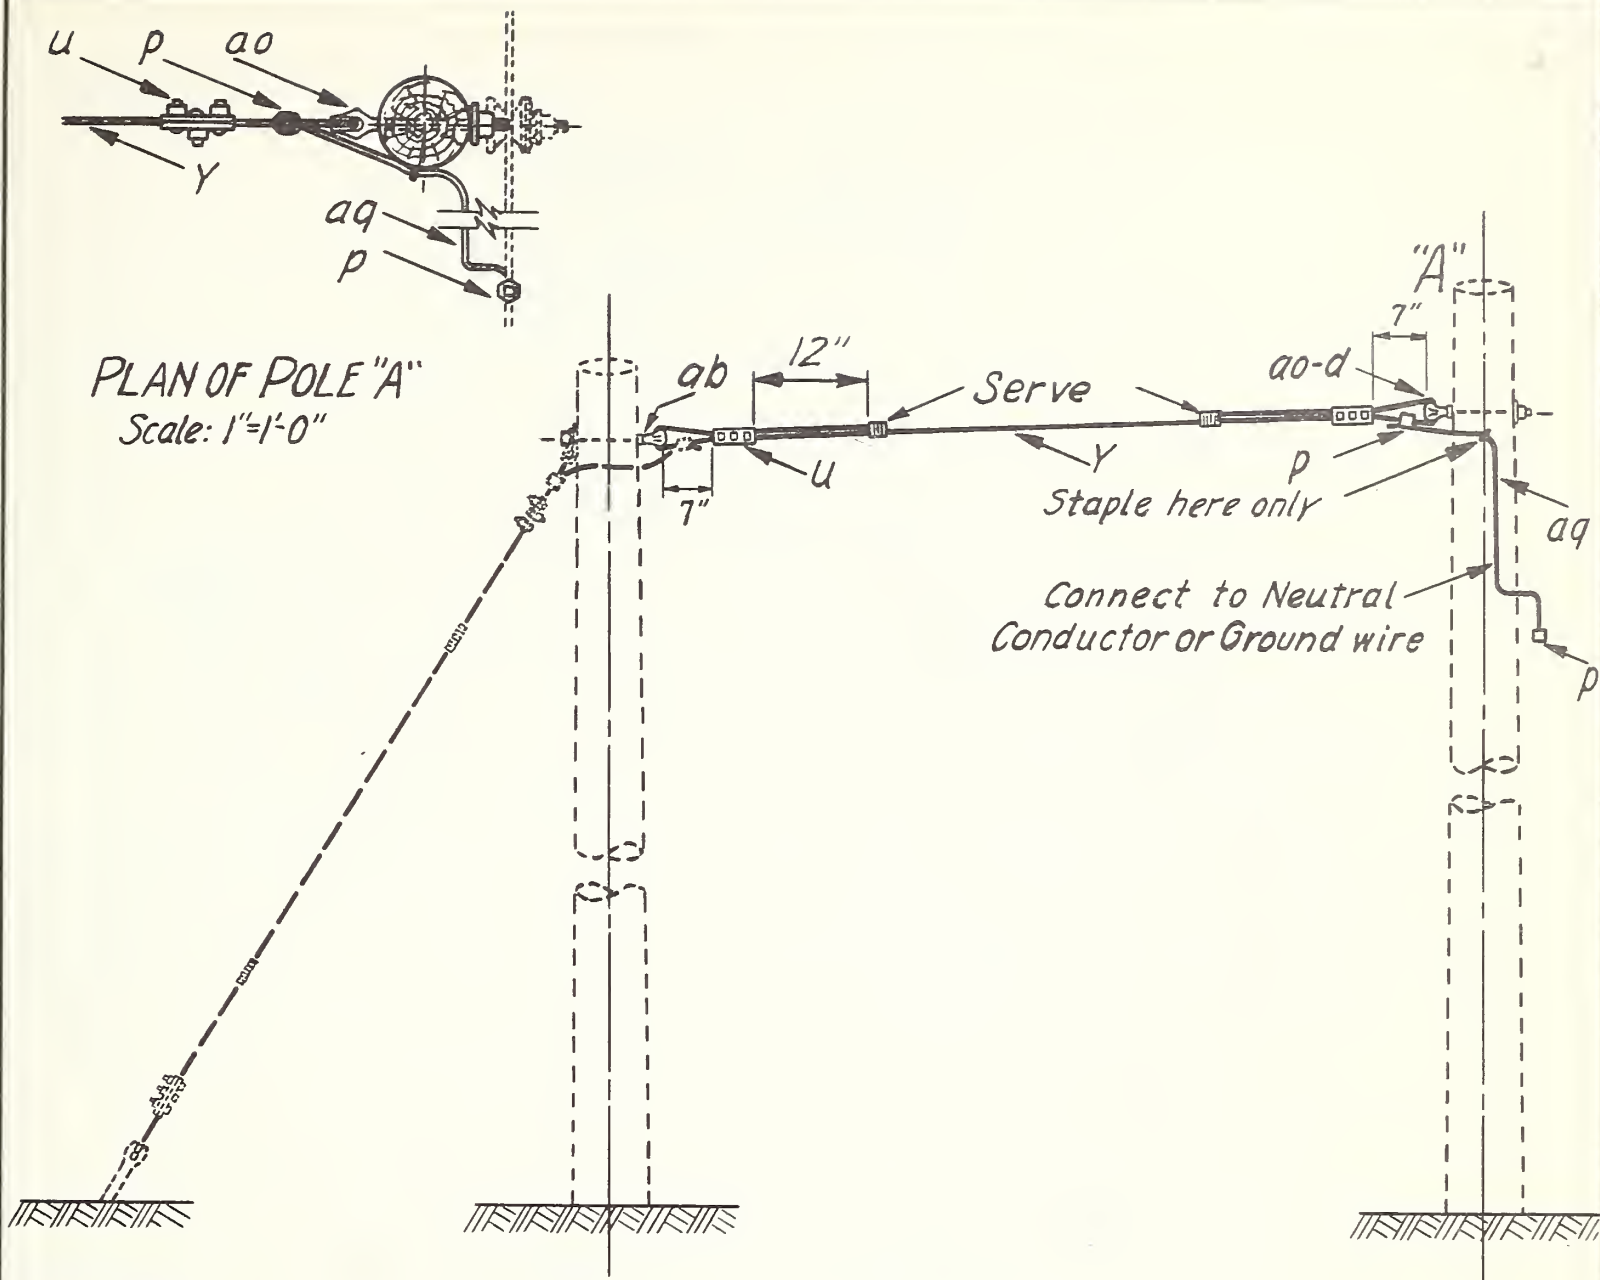 u p ao
Y
aq
p
PLAN OF POLE "A"
Scale: 1"=1'-0"
"A"
7"
ab
12"
Serve
ao-d
Y
u
7"
p
Staple here only
aq
Connect to Neutral
Conductor or Ground wire
p